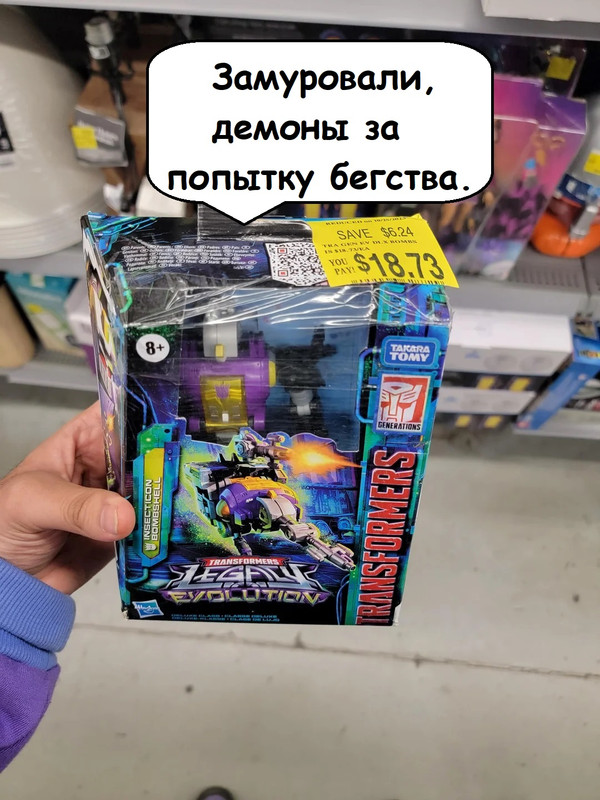 Замуровали,
демоны за
попытку бегства.
SAVE $6.24
YOU PAY! $18.73
8+
TAKARA
TOMY
GENERATIONS
TRANSFORMERS
INSECTICON
BOMBSHELL
TRANSFORMERS
LEGACY
EVOLUTION
Hasbro